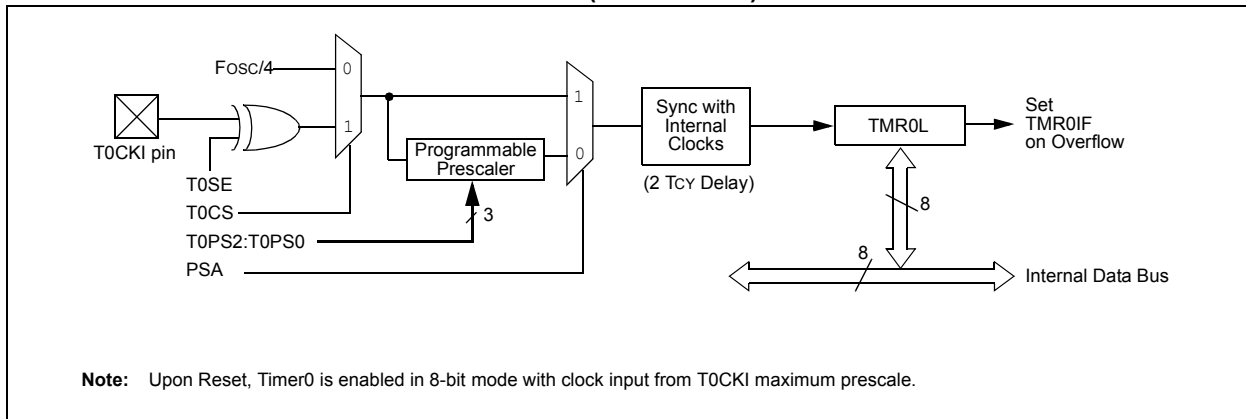 FOSC/4
0
1
T0CKI pin
T0SE
T0CS
T0PS2:T0PS0
PSA
Programmable
Prescaler
3
1
0
Sync with
Internal
Clocks
(2 TCY Delay)
TMR0L
Set
TMR0IF
on Overflow
8
8
Internal Data Bus
Note: Upon Reset, Timer0 is enabled in 8-bit mode with clock input from T0CKI maximum prescale.